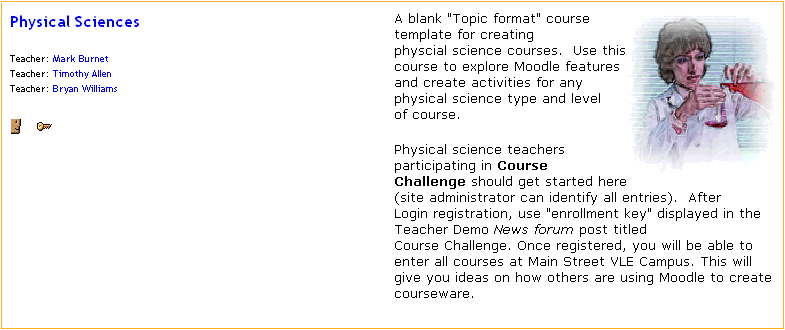 Physical Sciences
Teacher: Mark Burnet
Teacher: Timothy Allen
Teacher: Bryan Williams
A blank "Topic format" course
template for creating
physcial science courses.  Use this
course to explore Moodle features
and create activities for any
physical science type and level
of course.
Physical science teachers
participating in Course
Challenge should get started here
(site administrator can identify all entries).  After
Login registration, use "enrollment key" displayed in the
Teacher Demo News forum post titled
Course Challenge. Once registered, you will be able to
enter all courses at Main Street VLE Campus. This will
give you ideas on how others are using Moodle to create
courseware.